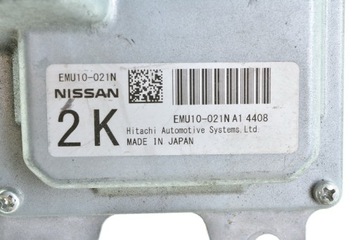 EMU10-021N
NISSAN
2K
EMU10-021N A1 4408
Hitachi Automotive Systems, Ltd.
MADE IN JAPAN